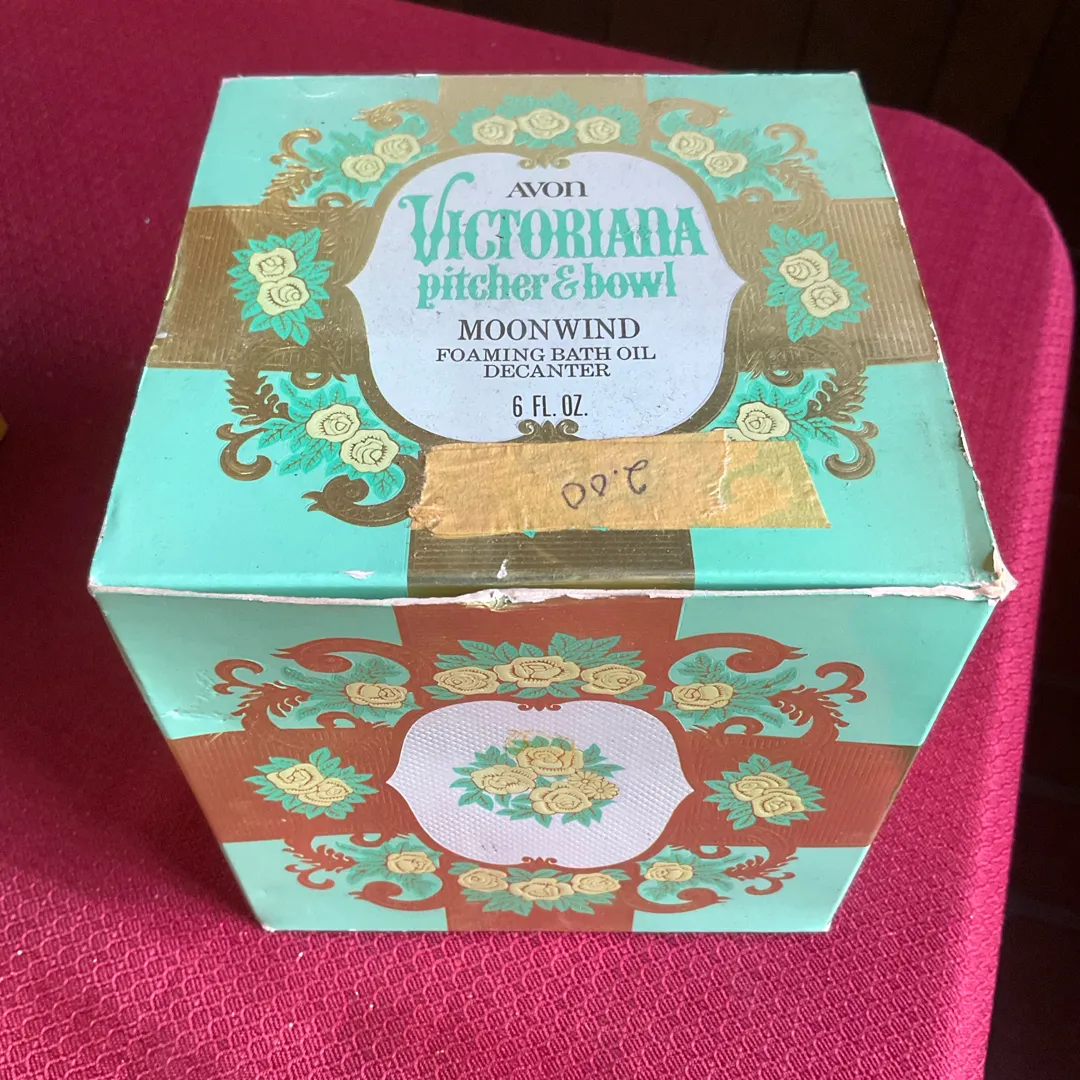 AVON
VICTORIANA
pitcher & bowl
MOONWIND
FOAMING BATH OIL
DECANTER
6 FL. OZ.
2.00